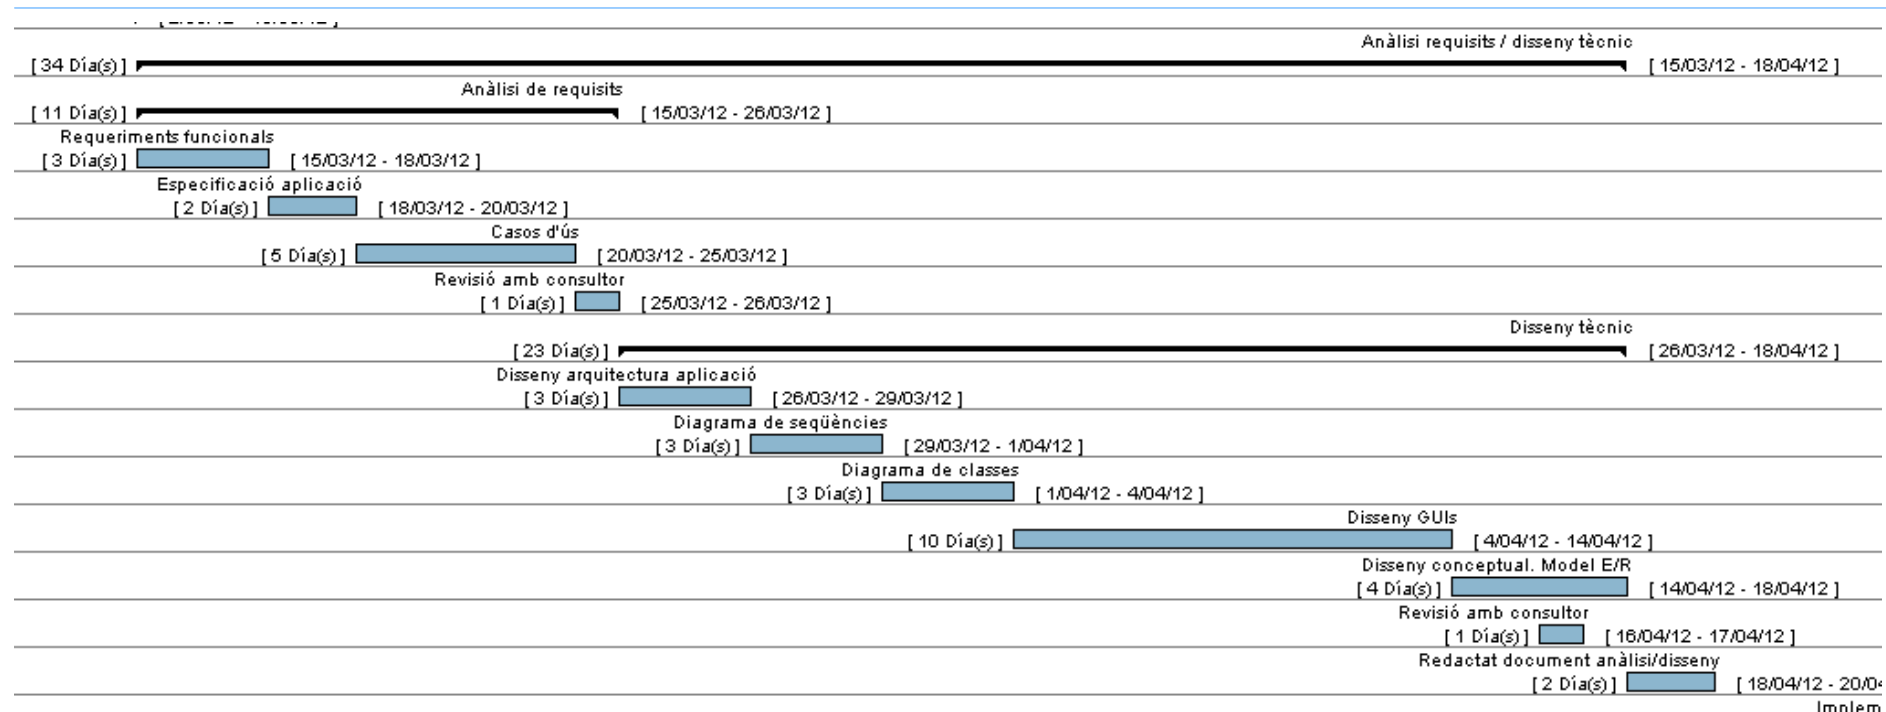 Anàlisi requisits / disseny tècnic
[ 34 Día(s) ] [ 15/03/12 - 18/04/12 ]
Anàlisi de requisits
[ 11 Día(s) ] [ 15/03/12 - 26/03/12 ]
Requeriments funcionals
[ 3 Día(s) ] [ 15/03/12 - 18/03/12 ]
Especificació aplicació
[ 2 Día(s) ] [ 18/03/12 - 20/03/12 ]
Casos d'ús
[ 5 Día(s) ] [ 20/03/12 - 25/03/12 ]
Revisió amb consultor
[ 1 Día(s) ] [ 25/03/12 - 26/03/12 ]
Disseny tècnic
[ 23 Día(s) ] [ 26/03/12 - 18/04/12 ]
Disseny arquitectura aplicació
[ 3 Día(s) ] [ 26/03/12 - 29/03/12 ]
Diagrama de seqüències
[ 3 Día(s) ] [ 29/03/12 - 1/04/12 ]
Diagrama de classes
[ 3 Día(s) ] [ 1/04/12 - 4/04/12 ]
Disseny GUIs
[ 10 Día(s) ] [ 4/04/12 - 14/04/12 ]
Disseny conceptual. Model E/R
[ 4 Día(s) ] [ 14/04/12 - 18/04/12 ]
Revisió amb consultor
[ 1 Día(s) ] [ 16/04/12 - 17/04/12 ]
Redactat document anàlisi/disseny
[ 2 Día(s) ] [ 18/04/12 - 20/04
Implem